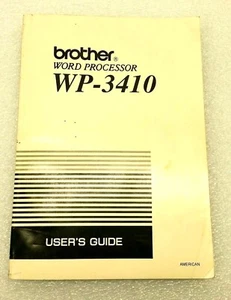 brother®
WORD PROCESSOR
WP-3410
USER'S GUIDE
AMERICAN